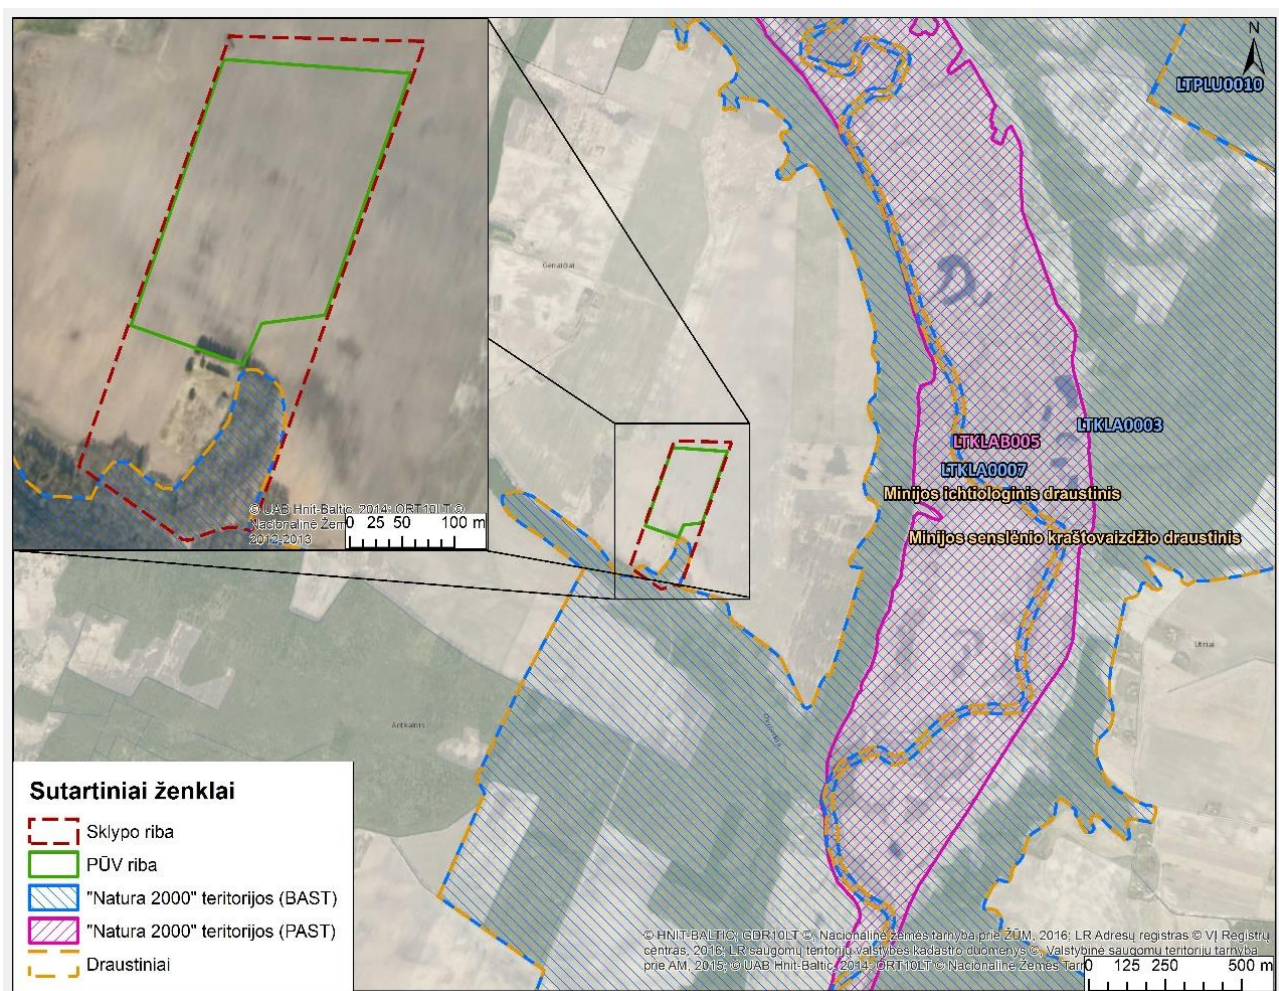 N
LTPLU0010
Genaičiai
LTKLA0003
LTKLAB005
LTKLA0007
Minijos ichtiologinis draustinis
Minijos senslėnio kraštovaizdžio draustinis
© UAB Hnit-Baltic, 2014; ORT10LT ©
Nacionalinė Žem
2012-2013
0 25 50 100 m
Antkalnis
Sutartiniai ženklai
Sklypo riba
PŪV riba
"Natura 2000" teritorijos (BAST)
"Natura 2000" teritorijos (PAST)
Draustiniai
© HNIT-BALTIC; GDR10LT ©, Nacionalinė žemės tarnyba prie ŽŪM, 2016; LR Adresų registras © VĮ Registrų
centras, 2016; LR saugomų teritorijų valstybės kadastro duomenys ©, Valstybinė saugomų teritorijų tarnyba
prie AM, 2015; © UAB Hnit-Baltic, 2014; ORT10LT © Nacionalinė Žemės Tarn
0 125 250 500 m